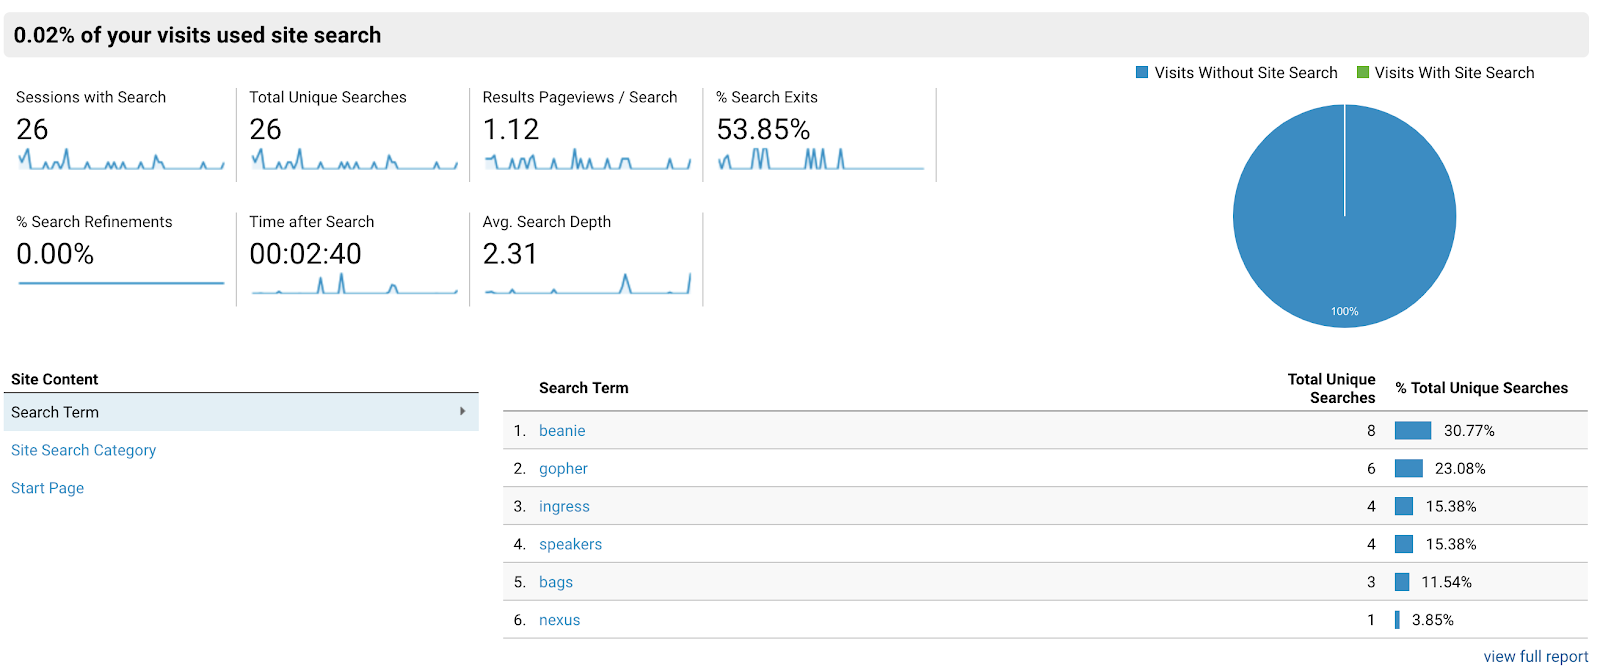 0.02% of your visits used site search
Visits Without Site Search Visits With Site Search
Sessions with Search Total Unique Searches Results Pageviews / Search % Search Exits
26 26 1.12 53.85%
% Search Refinements Time after Search Avg. Search Depth
0.00% 00:02:40 2.31
100%
Site Content
Search Term
Site Search Category
Start Page
Search Term Total Unique Searches % Total Unique Searches
1. beanie 8 30.77%
2. gopher 6 23.08%
3. ingress 4 15.38%
4. speakers 4 15.38%
5. bags 3 11.54%
6. nexus 1 3.85%
view full report